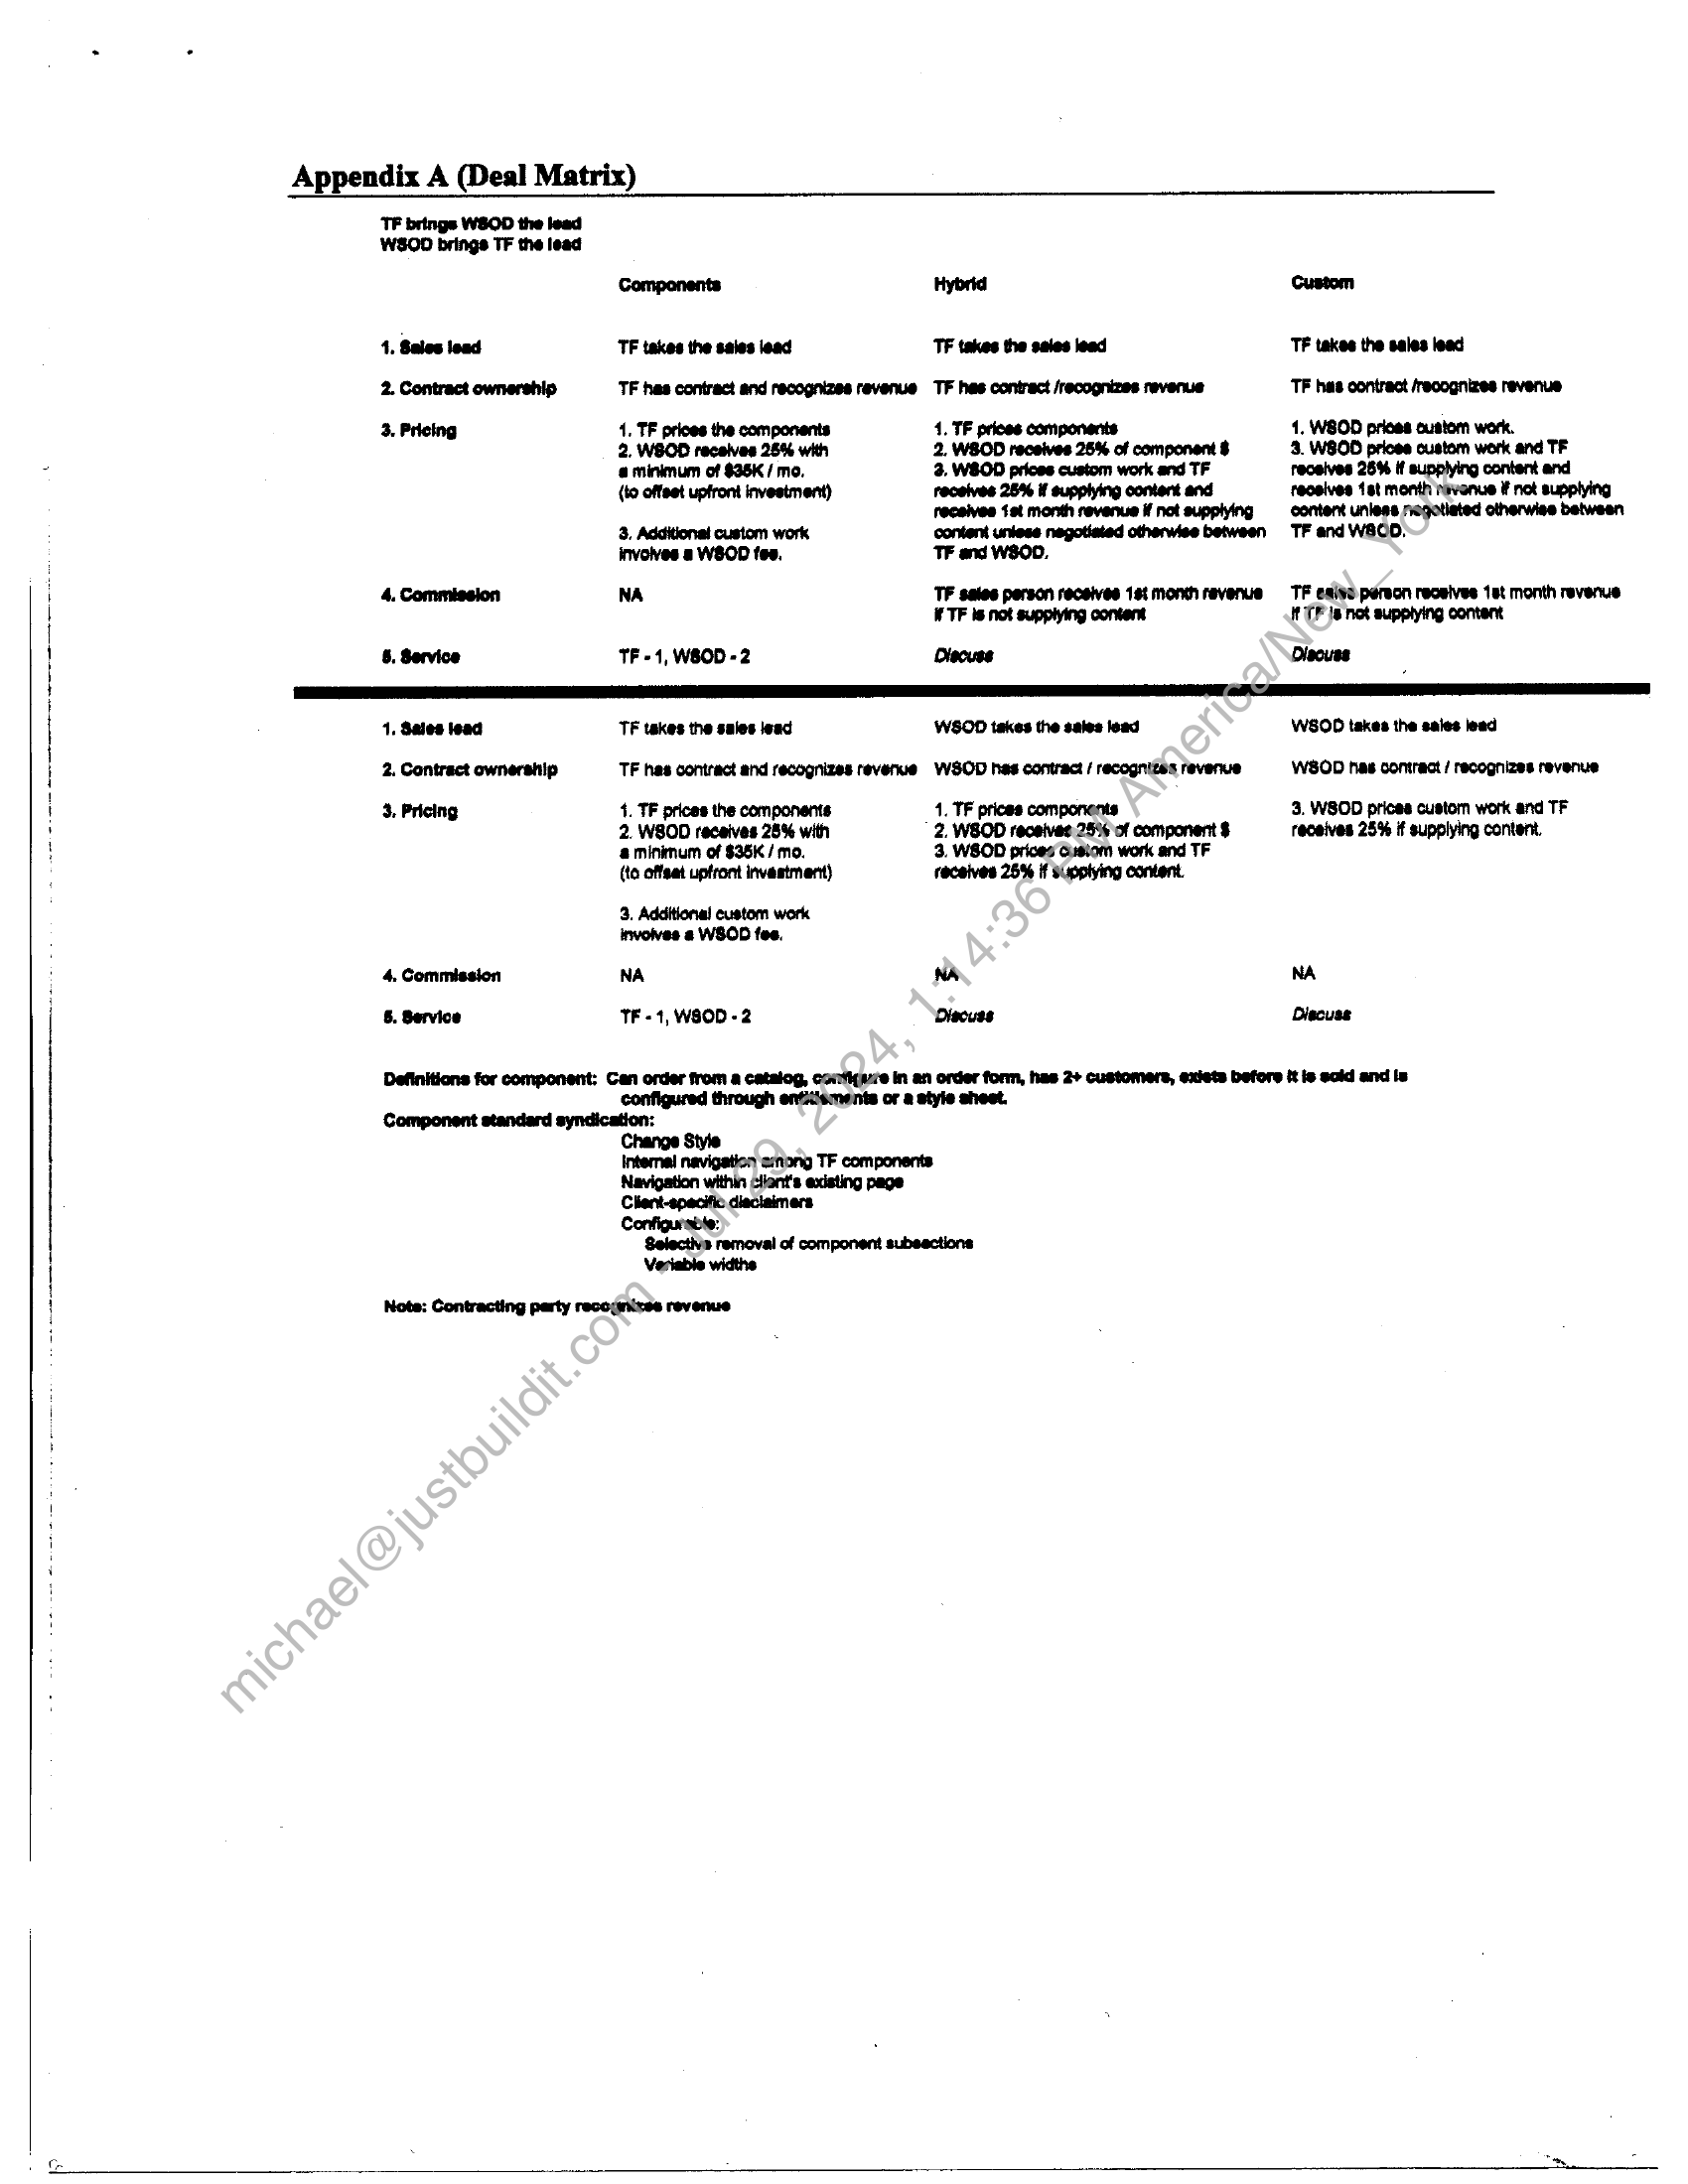 Appendix A (Deal Matrix)
TF brings WSOD the lead
WSOD brings TF the lead
Components Hybrid Custom
1. Sales lead TF takes the sales lead TF takes the sales lead TF takes the sales lead
2. Contract ownership TF has contract and recognizes revenue TF has contract /recognizes revenue TF has contract /recognizes revenue
3. Pricing 1. TF prices the components 1. TF prices components 1. WSOD prices custom work.
2. WSOD receives 25% with 2. WSOD receives 25% of component $ 3. WSOD prices custom work and TF
a minimum of $35K / mo. 3. WSOD prices custom work and TF receives 25% if supplying content and
(to offset upfront investment) receives 25% if supplying content and receives 1st month revenue if not supplying
receives 1st month revenue if not supplying content unless negotiated otherwise between
3. Additional custom work content unless negotiated otherwise between TF and WSOD.
involves a WSOD fee. TF and WSOD.
4. Commission NA TF sales person receives 1st month revenue TF sales person receives 1st month revenue
if TF is not supplying content if TF is not supplying content
5. Service TF - 1, WSOD - 2 Discuss Discuss
1. Sales lead TF takes the sales lead WSOD takes the sales lead WSOD takes the sales lead
2. Contract ownership TF has contract and recognizes revenue WSOD has contract / recognizes revenue WSOD has contract / recognizes revenue
3. Pricing 1. TF prices the components 1. TF prices components 3. WSOD prices custom work and TF
2. WSOD receives 25% with 2. WSOD receives 25% of component $ receives 25% if supplying content.
a minimum of $35K / mo. 3. WSOD prices custom work and TF
(to offset upfront investment) receives 25% if supplying content.
3. Additional custom work
involves a WSOD fee.
4. Commission NA NA NA
5. Service TF - 1, WSOD - 2 Discuss Discuss
Definitions for component: Can order from a catalog, configure in an order form, has 2+ customers, exists before it is sold and is
configured through entitlements or a style sheet.
Component standard syndication:
Change Style
Internal navigation among TF components
Navigation within client's existing page
Client-specific disclaimers
Configurable:
Selective removal of component subsections
Variable widths
Note: Contracting party recognizes revenue
michael@justbuildit.com - Jul 29, 2024, 1:14:36 PM America/New_York